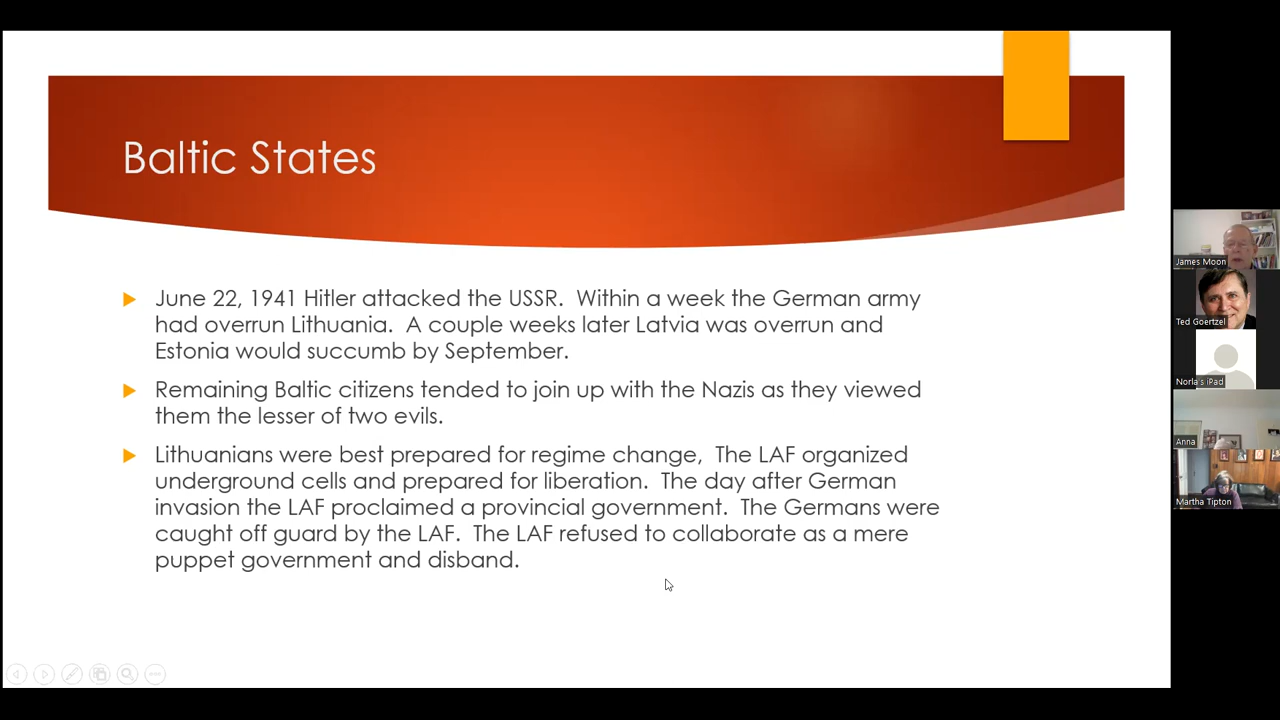 Baltic States
June 22, 1941 Hitler attacked the USSR.  Within a week the German army
had overrun Lithuania.  A couple weeks later Latvia was overrun and
Estonia would succumb by September.
Remaining Baltic citizens tended to join up with the Nazis as they viewed
them the lesser of two evils.
Lithuanians were best prepared for regime change,  The LAF organized
underground cells and prepared for liberation.  The day after German
invasion the LAF proclaimed a provincial government.  The Germans were
caught off guard by the LAF.  The LAF refused to collaborate as a mere
puppet government and disband.
James Moon
Ted Goertzel
Norla's iPad
Anna
Martha Tipton